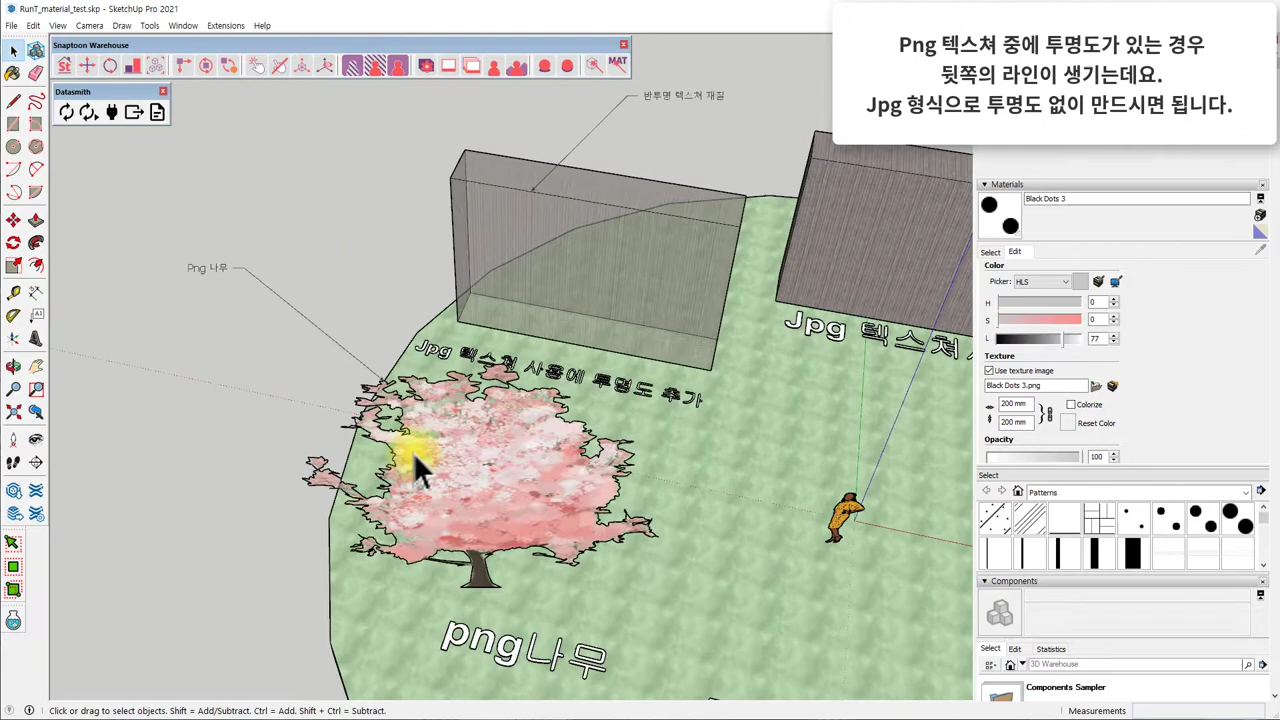 RunT_material_test.skp - SketchUp Pro 2021
File Edit View Camera Draw Tools Window Extensions Help
Png 텍스쳐 중에 투명도가 있는 경우
뒷쪽의 라인이 생기는데요.
Jpg 형식으로 투명도 없이 만드시면 됩니다.
Snaptoon Warehouse
MAT
Datasmith
반투명 텍스쳐 재질
Png 나무
Jpg 텍스쳐 사용에 투명도 추가
Jpg 텍스쳐
png나무
Materials
Black Dots 3
Select Edit
Color
Picker: HLS
H 0
S 0
L 77
Texture
Use texture image
Black Dots 3.png
200 mm
Colorize
200 mm
Reset Color
Opacity
100
Select
Patterns
Components
Select Edit Statistics
3D Warehouse
Components Sampler
Click or drag to select objects. Shift = Add/Subtract. Ctrl = Add. Shift + Ctrl = Subtract.
Measurements